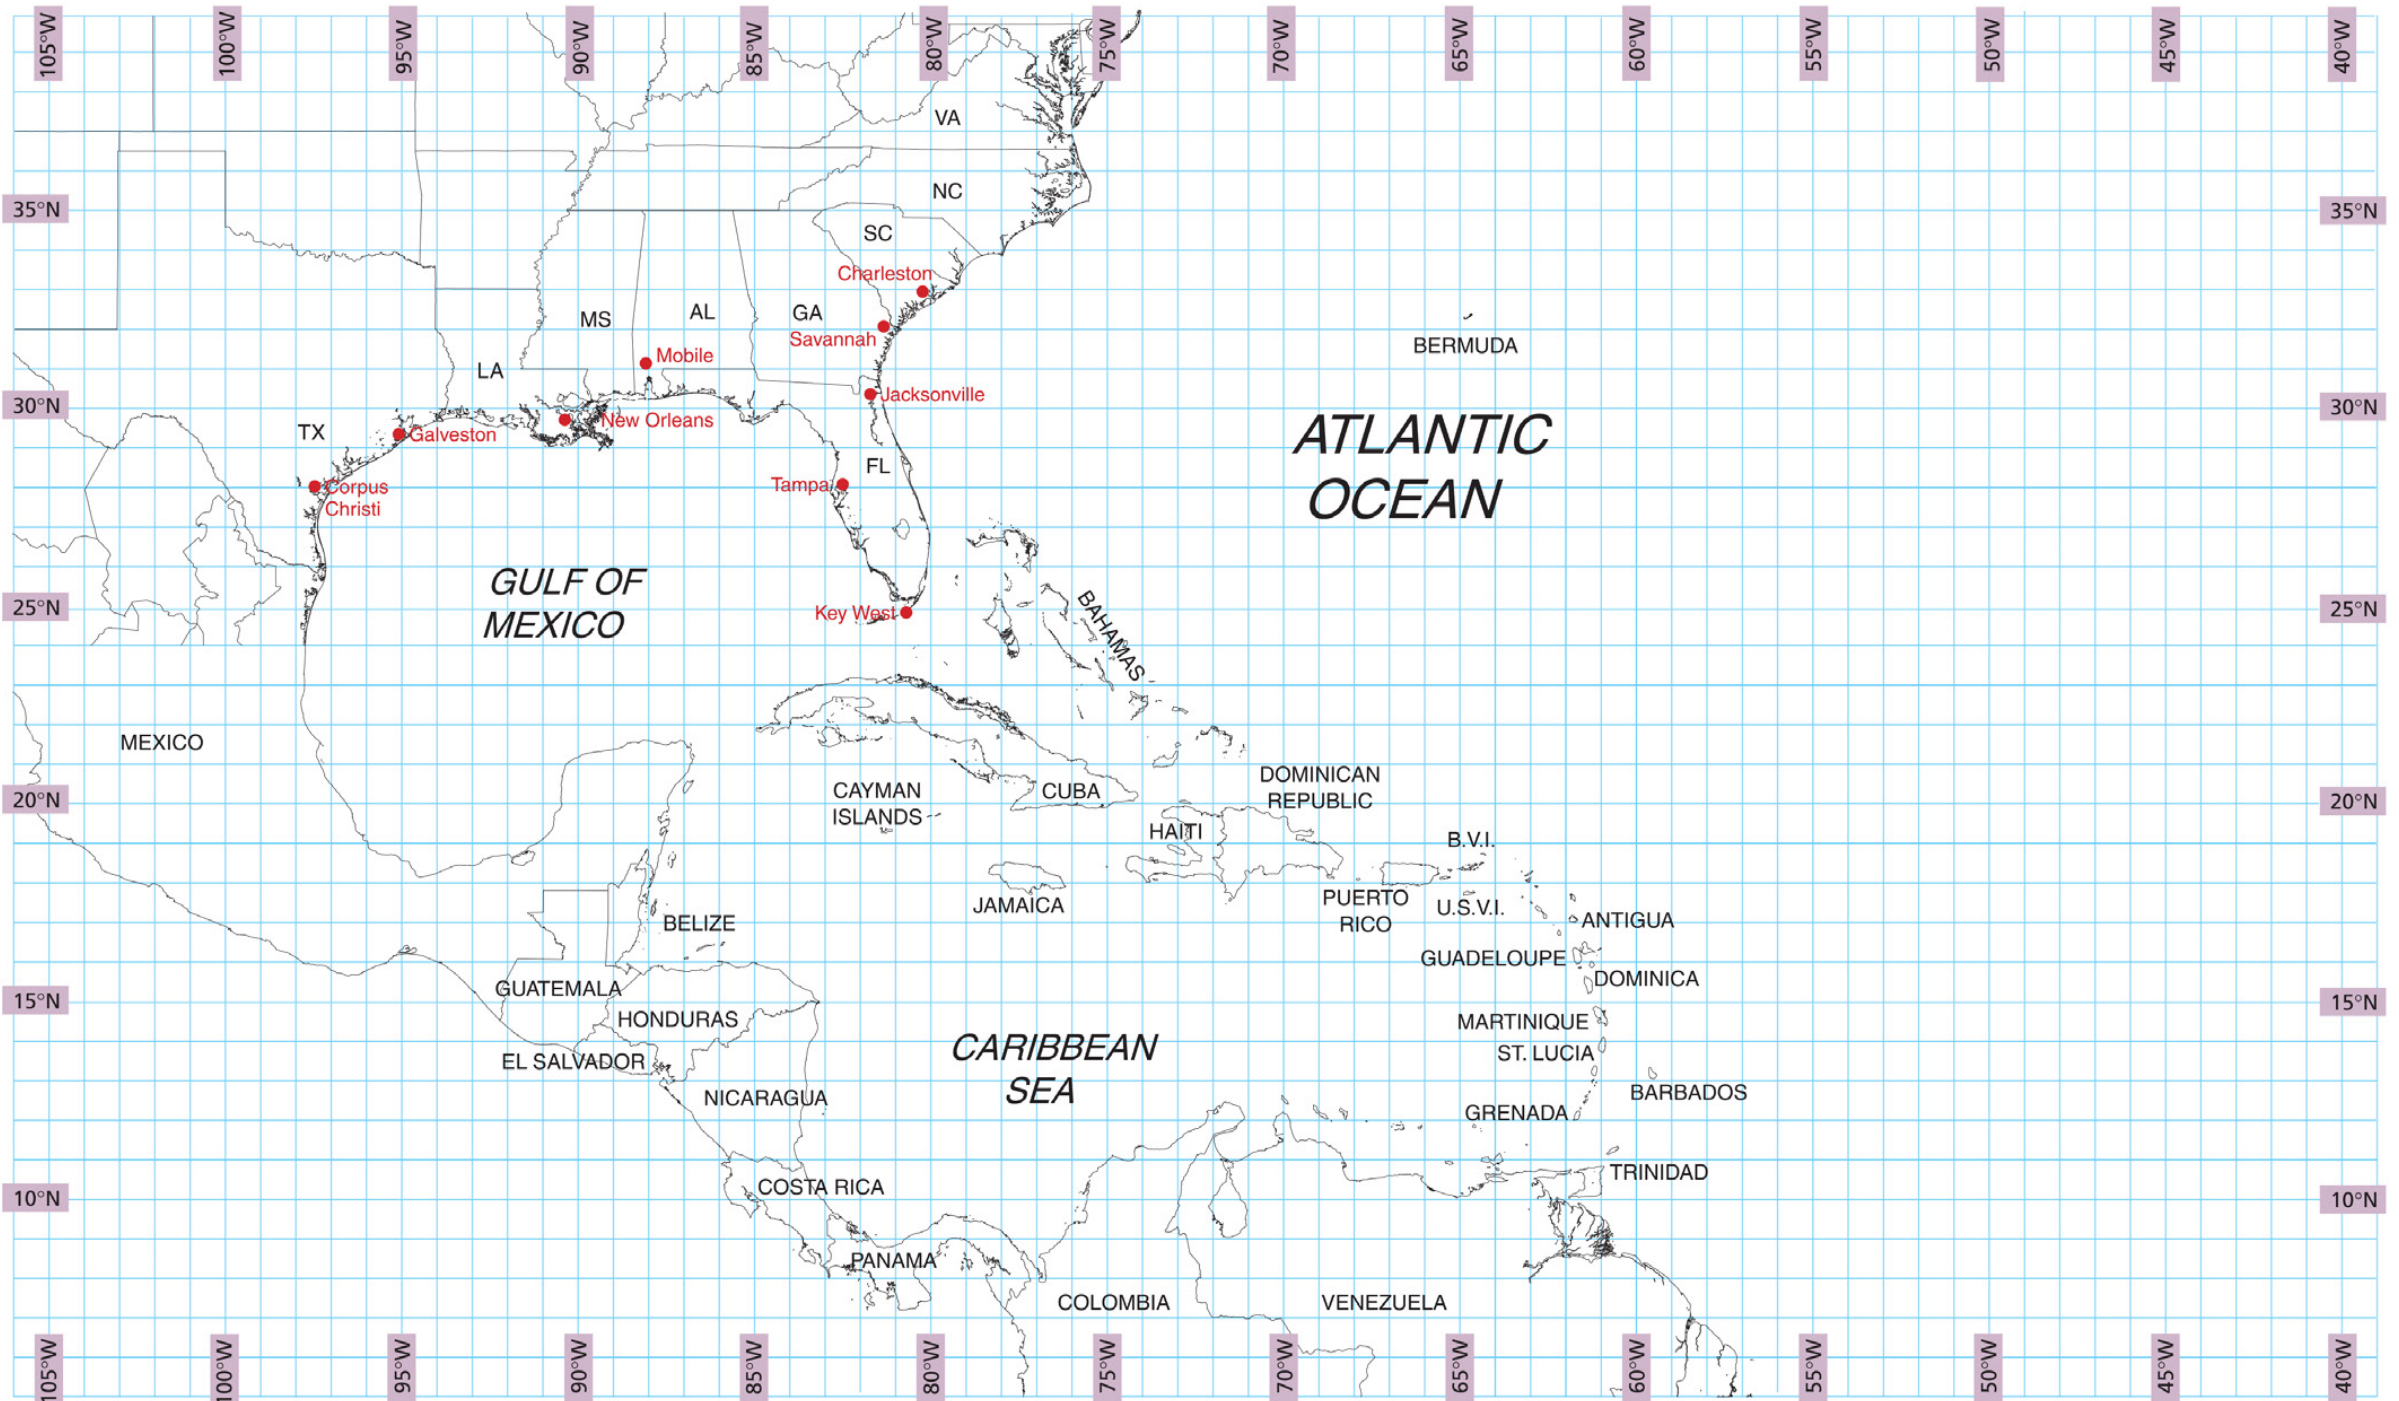 105°W 100°W 95°W 90°W 85°W 80°W 75°W 70°W 65°W 60°W 55°W 50°W 45°W 40°W
VA
NC
35°N 35°N
SC
Charleston
MS AL GA
Savannah
BERMUDA
Mobile
LA
Jacksonville
30°N 30°N
New Orleans
TX Galveston
ATLANTIC
OCEAN
FL
Tampa
Corpus
Christi
GULF OF
MEXICO
25°N 25°N
Key West
BAHAMAS
MEXICO
DOMINICAN
REPUBLIC
CAYMAN
ISLANDS
CUBA
20°N 20°N
HAITI
B.V.I.
PUERTO
RICO
U.S.V.I.
JAMAICA
ANTIGUA
BELIZE
GUADELOUPE
DOMINICA
GUATEMALA
15°N 15°N
HONDURAS
MARTINIQUE
CARIBBEAN
SEA
ST. LUCIA
EL SALVADOR
NICARAGUA
BARBADOS
GRENADA
TRINIDAD
COSTA RICA
10°N 10°N
PANAMA
COLOMBIA
VENEZUELA
105°W 100°W 95°W 90°W 85°W 80°W 75°W 70°W 65°W 60°W 55°W 50°W 45°W 40°W